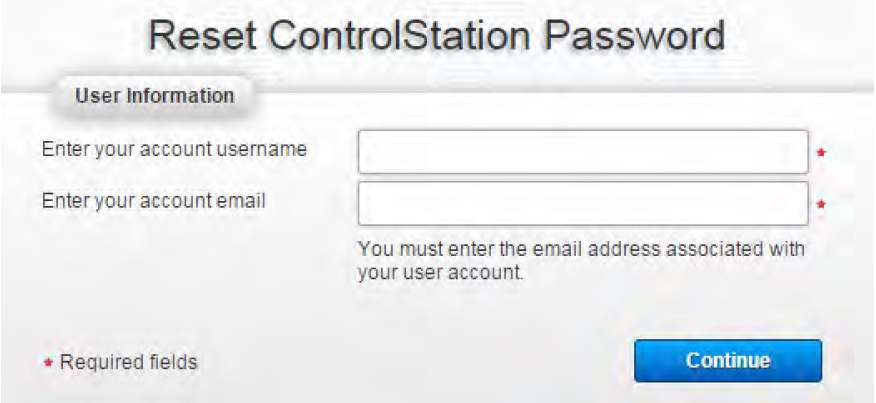 Reset ControlStation Password
User Information
Enter your account username
*
Enter your account email
*
You must enter the email address associated with
your user account.
* Required fields
Continue